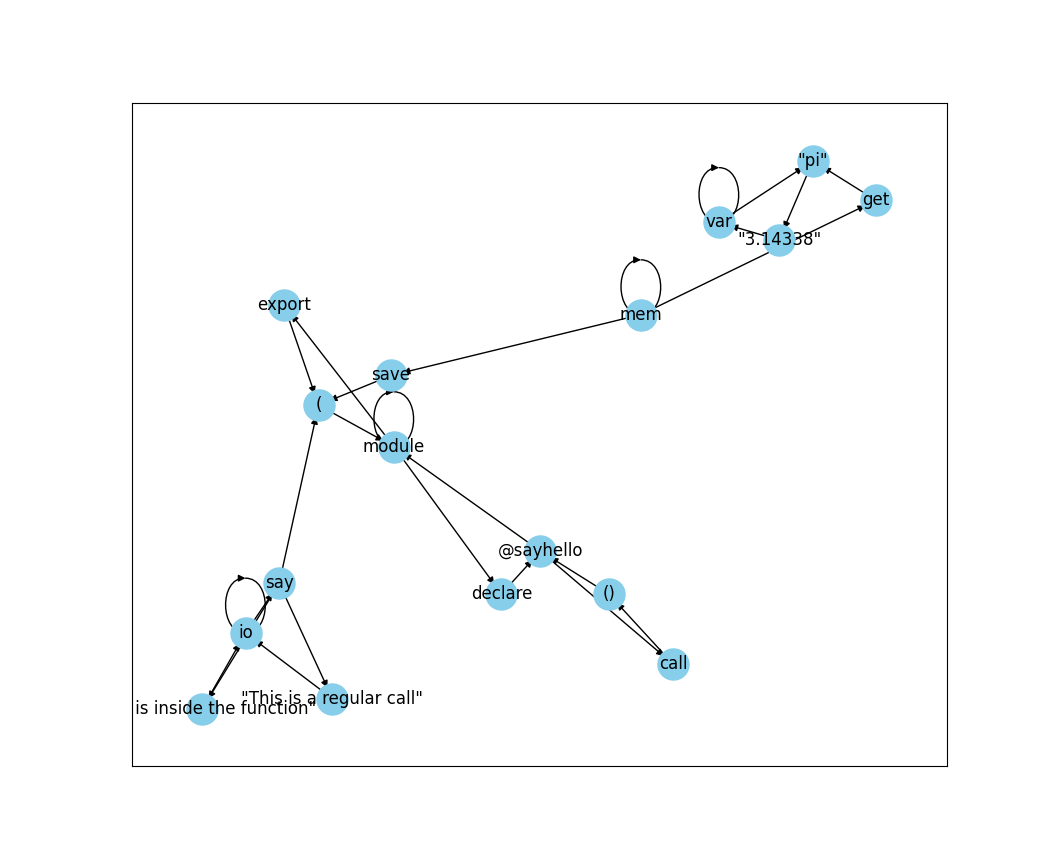 "pi"
get
var
"3.14338"
export
mem
save
(
module
@sayhello
say
declare
()
io
call
"This is a regular call"
is inside the function"